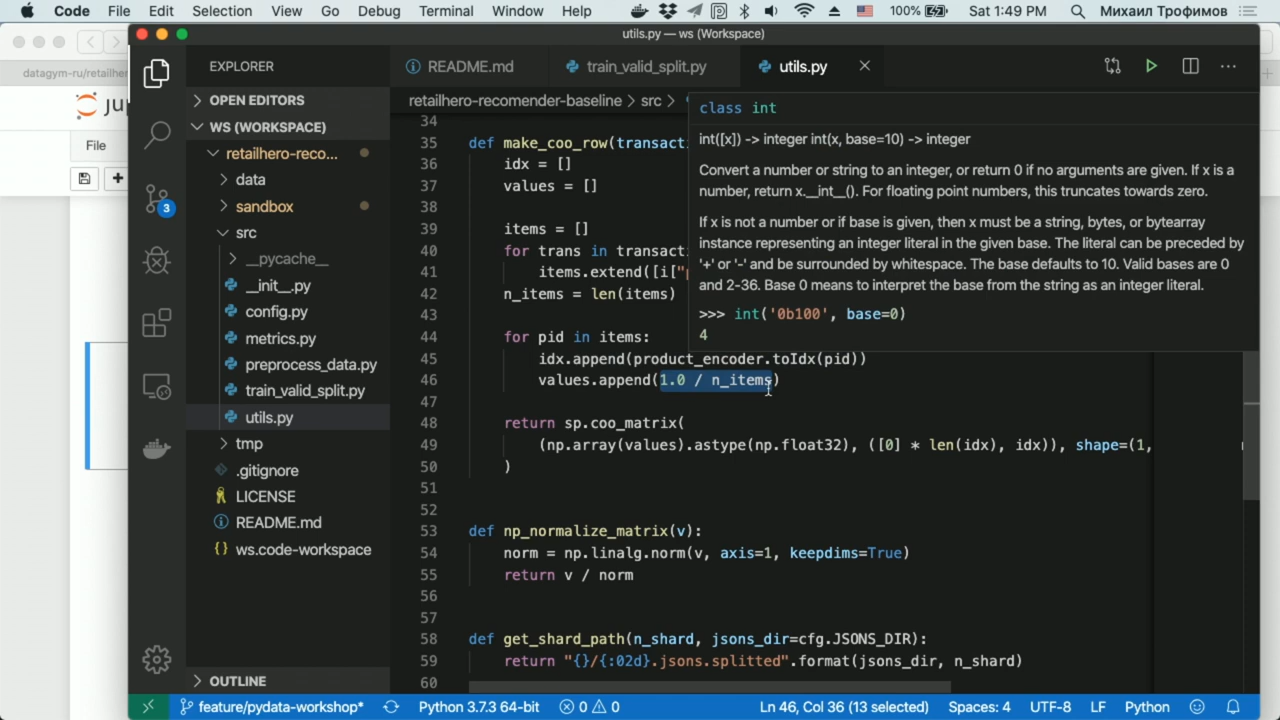 Code File Edit Selection View Go Debug Terminal Window Help 100% Sat 1:49 PM Михаил Трофимов
utils.py — ws (Workspace)
datagym-ru/retailher
File
EXPLORER
OPEN EDITORS
WS (WORKSPACE)
retailhero-reco...
data
sandbox
src
__pycache__
__init__.py
config.py
metrics.py
preprocess_data.py
train_valid_split.py
utils.py
tmp
.gitignore
LICENSE
README.md
ws.code-workspace
OUTLINE
3
README.md train_valid_split.py utils.py
retailhero-recomender-baseline > src >
34
35 def make_coo_row(transacti
36 idx = []
37 values = []
38
39 items = []
40 for trans in transacti
41 items.extend([i["p
42 n_items = len(items)
43
44 for pid in items:
45 idx.append(product_encoder.toIdx(pid))
46 values.append(1.0 / n_items)
47
48 return sp.coo_matrix(
49 (np.array(values).astype(np.float32), ([0] * len(idx), idx)), shape=(1,
50 )
51
52
53 def np_normalize_matrix(v):
54 norm = np.linalg.norm(v, axis=1, keepdims=True)
55 return v / norm
56
57
58 def get_shard_path(n_shard, jsons_dir=cfg.JSONS_DIR):
59 return "{}/{:02d}.jsons.splitted".format(jsons_dir, n_shard)
60
class int
int([x]) -> integer int(x, base=10) -> integer
Convert a number or string to an integer, or return 0 if no arguments are given. If x is a
number, return x.__int__(). For floating point numbers, this truncates towards zero.
If x is not a number or if base is given, then x must be a string, bytes, or bytearray
instance representing an integer literal in the given base. The literal can be preceded by
'+' or '-' and be surrounded by whitespace. The base defaults to 10. Valid bases are 0
and 2-36. Base 0 means to interpret the base from the string as an integer literal.
>>> int('0b100', base=0)
4
feature/pydata-workshop* Python 3.7.3 64-bit 0 0 Ln 46, Col 36 (13 selected) Spaces: 4 UTF-8 LF Python